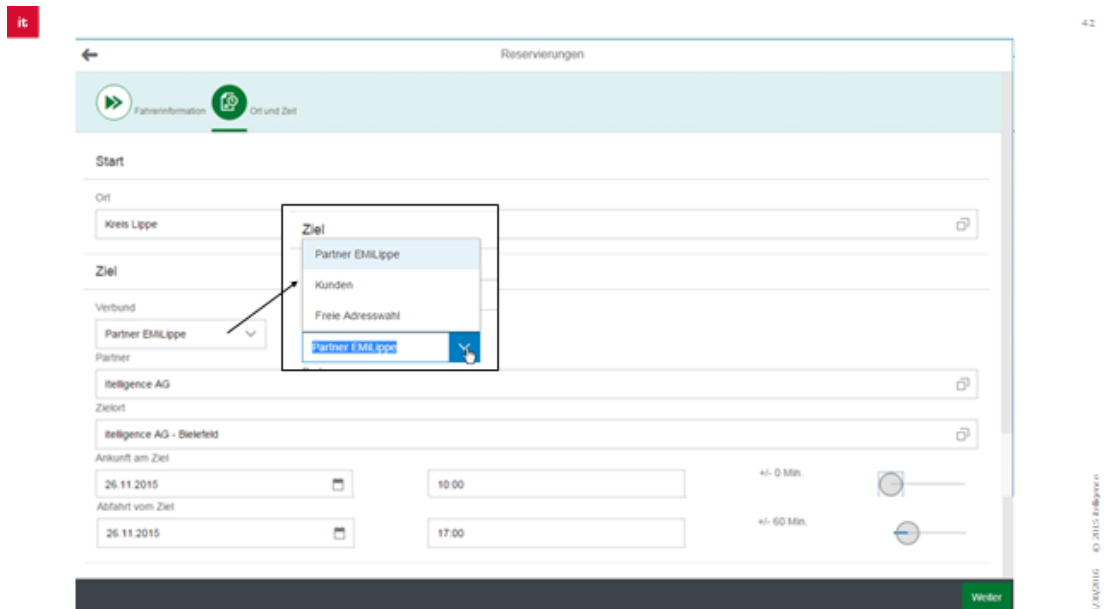 it
42
Reservierungen
Fahrerinformation
Ort und Zeit
Start
Ort
Kreis Lippe
Ziel
Verbund
Partner EMiLippe
Ziel
Partner EMiLippe
Kunden
Freie Adresswahl
Partner EMiLippe
Partner
itelligence AG
Zielort
itelligence AG - Bielefeld
Ankunft am Ziel
26.11.2015
10:00
+/- 0 Min.
Abfahrt vom Ziel
26.11.2015
17:00
+/- 60 Min.
Weiter
© 2015 itelligence